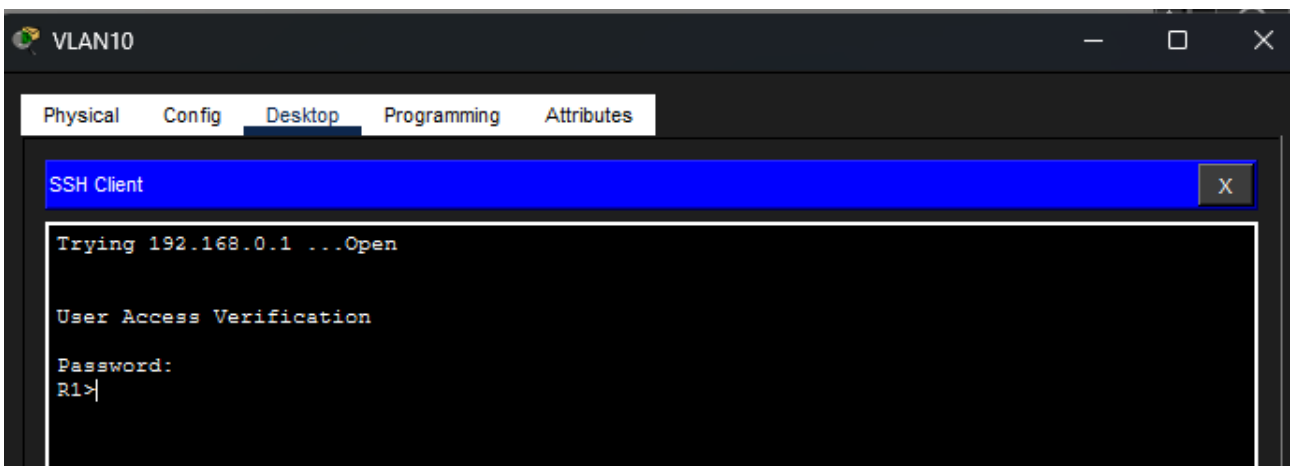 VLAN10
Physical Config Desktop Programming Attributes
SSH Client X
Trying 192.168.0.1 ...Open
User Access Verification
Password:
R1>